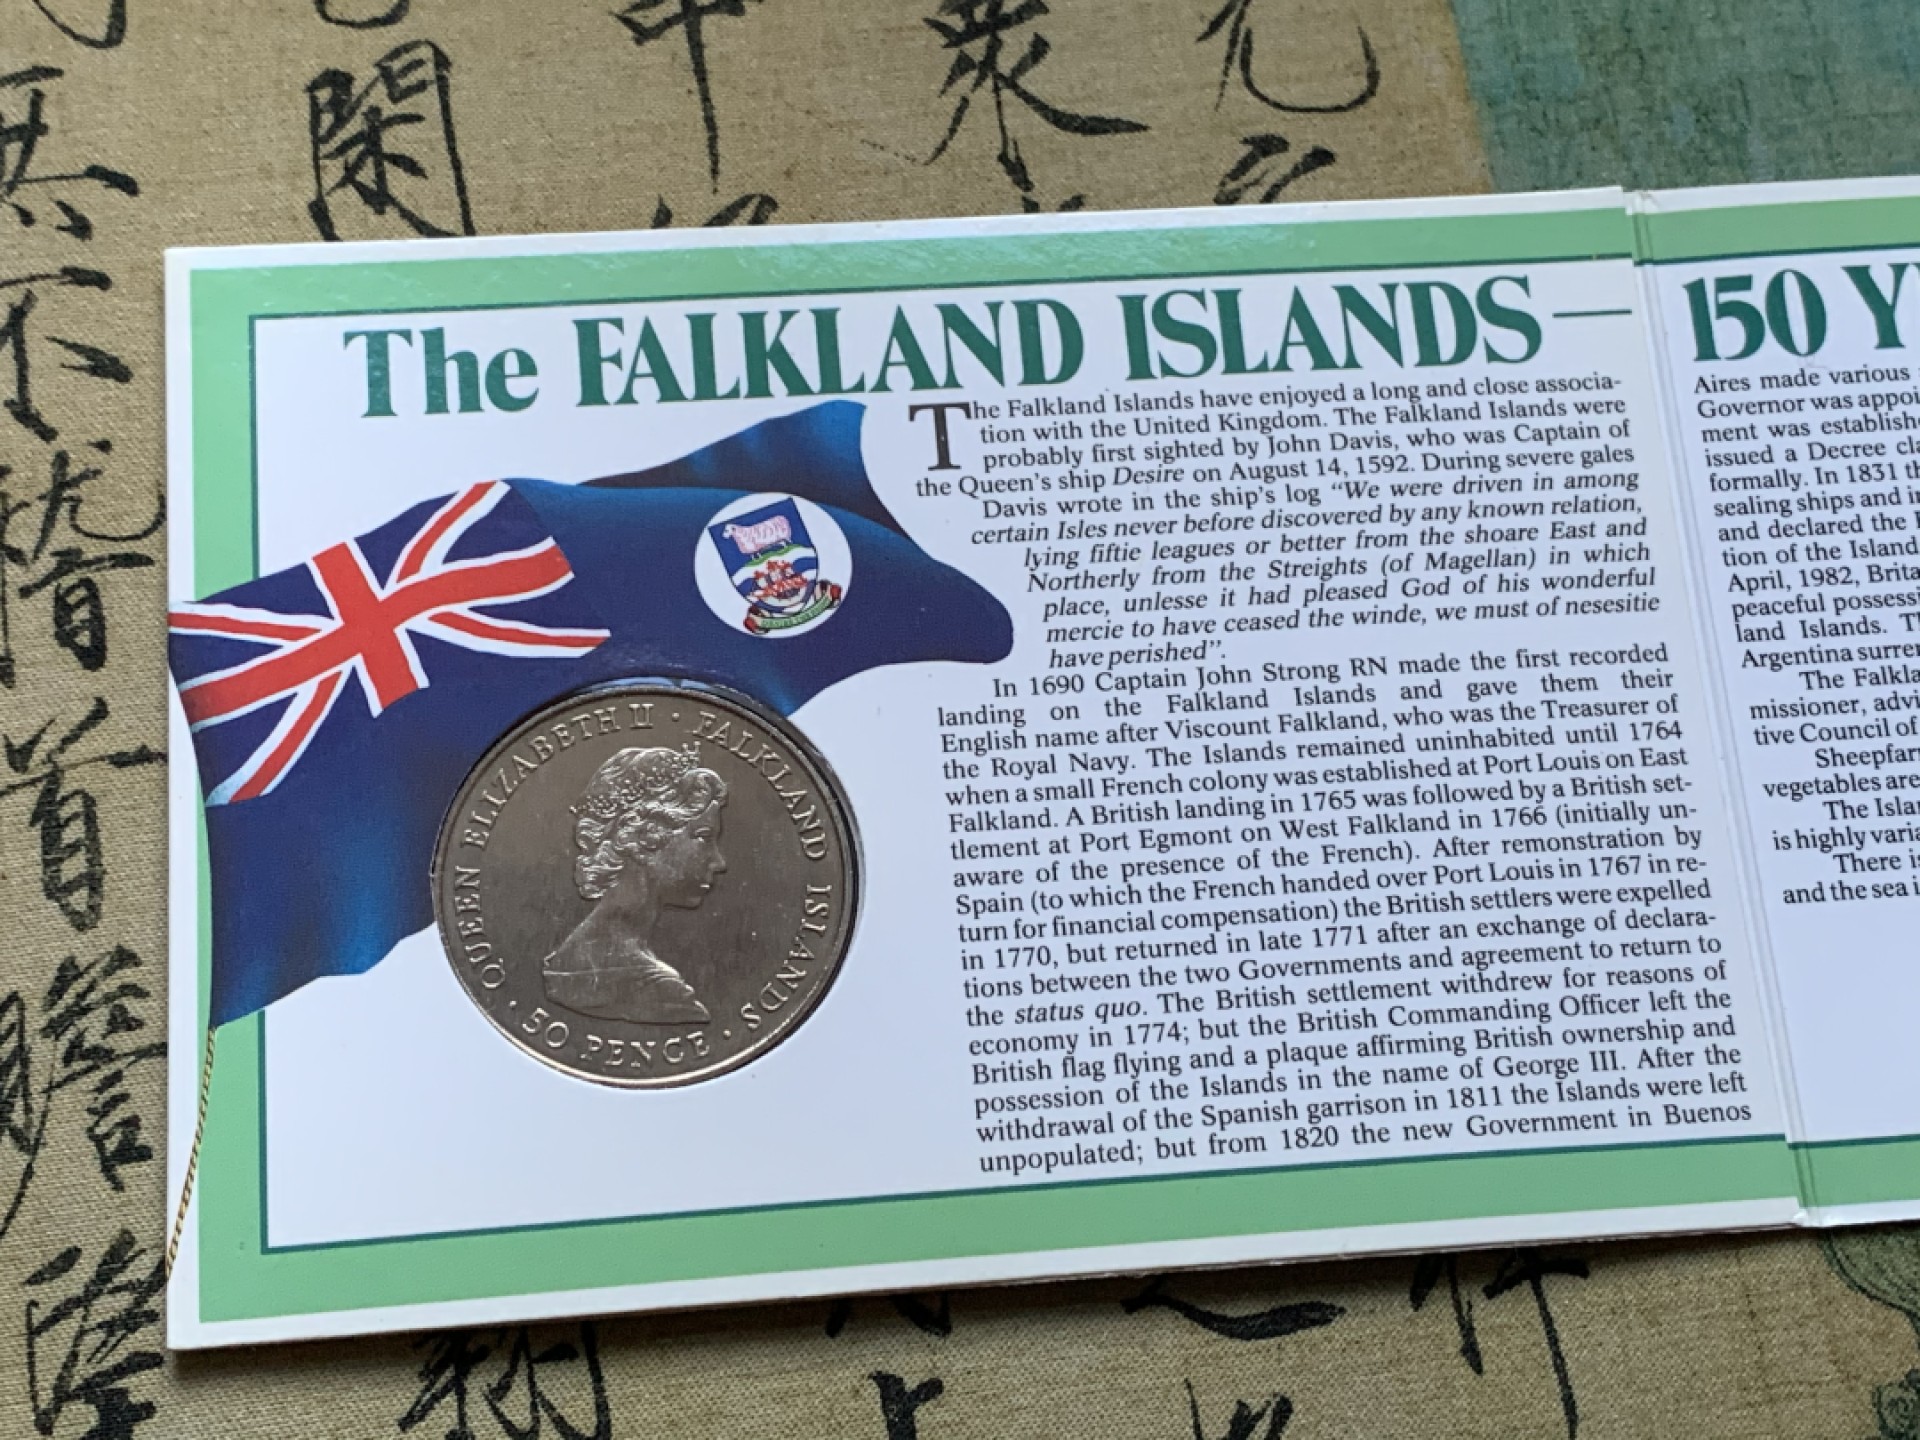 The FALKLAND ISLANDS—
The Falkland Islands have enjoyed a long and close associa-
tion with the United Kingdom. The Falkland Islands were
probably first sighted by John Davis, who was Captain of
the Queen's ship Desire on August 14, 1592. During severe gales
Davis wrote in the ship's log "We were driven in among
certain Isles never before discovered by any known relation,
lying fiftie leagues or better from the shoare East and
Northerly from the Streights (of Magellan) in which
place, unlesse it had pleased God of his wonderful
mercie to have ceased the winde, we must of nesesitie
have perished".
In 1690 Captain John Strong RN made the first recorded
landing on the Falkland Islands and gave them their
English name after Viscount Falkland, who was the Treasurer of
the Royal Navy. The Islands remained uninhabited until 1764
when a small French colony was established at Port Louis on East
Falkland. A British landing in 1765 was followed by a British set-
tlement at Port Egmont on West Falkland in 1766 (initially un-
aware of the presence of the French). After remonstration by
Spain (to which the French handed over Port Louis in 1767 in re-
turn for financial compensation) the British settlers were expelled
in 1770, but returned in late 1771 after an exchange of declara-
tions between the two Governments and agreement to return to
the status quo. The British settlement withdrew for reasons of
economy in 1774; but the British Commanding Officer left the
British flag flying and a plaque affirming British ownership and
possession of the Islands in the name of George III. After the
withdrawal of the Spanish garrison in 1811 the Islands were left
unpopulated; but from 1820 the new Government in Buenos
QUEEN ELIZABETH II · FALKLAND ISLANDS · 50 PENCE ·
150 Y
Aires made various
Governor was appoi
ment was establish
issued a Decree cla
formally. In 1831 th
sealing ships and in
and declared the
tion of the Island
April, 1982, Brita
peaceful possessi
land Islands. Th
Argentina surre
The Falkla
missioner, advi
tive Council of
Sheepfar
vegetables are
The Islan
is highly varia
There is
and the sea i